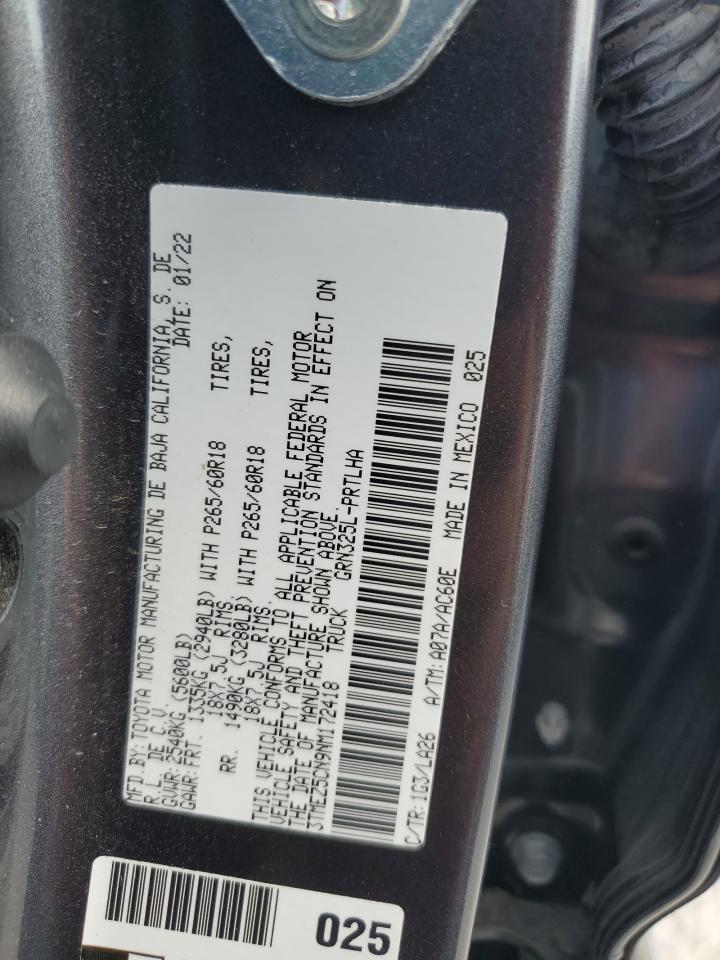 MFD.BY: TOYOTA MOTOR MANUFACTURING DE BAJA CALIFORNIA, S. DE
R.L. DE C.V. DATE: 01/22
GVWR: 2540KG (5600LB)
GAWR: FRT. 1335KG (2940LB) WITH P265/60R18 TIRES,
18X7.5J RIMS.
RR. 1490KG (3280LB) WITH P265/60R18 TIRES,
18X7.5J RIMS.
THIS VEHICLE CONFORMS TO ALL APPLICABLE FEDERAL MOTOR
VEHICLE SAFETY AND THEFT PREVENTION STANDARDS IN EFFECT ON
THE DATE OF MANUFACTURE SHOWN ABOVE.
3TMEZ5CN9NM172418 TRUCK GRN325L-PRTLHA
C/TR: 1G3/LA26 A/TM: A07A/AC60E MADE IN MEXICO 025
025